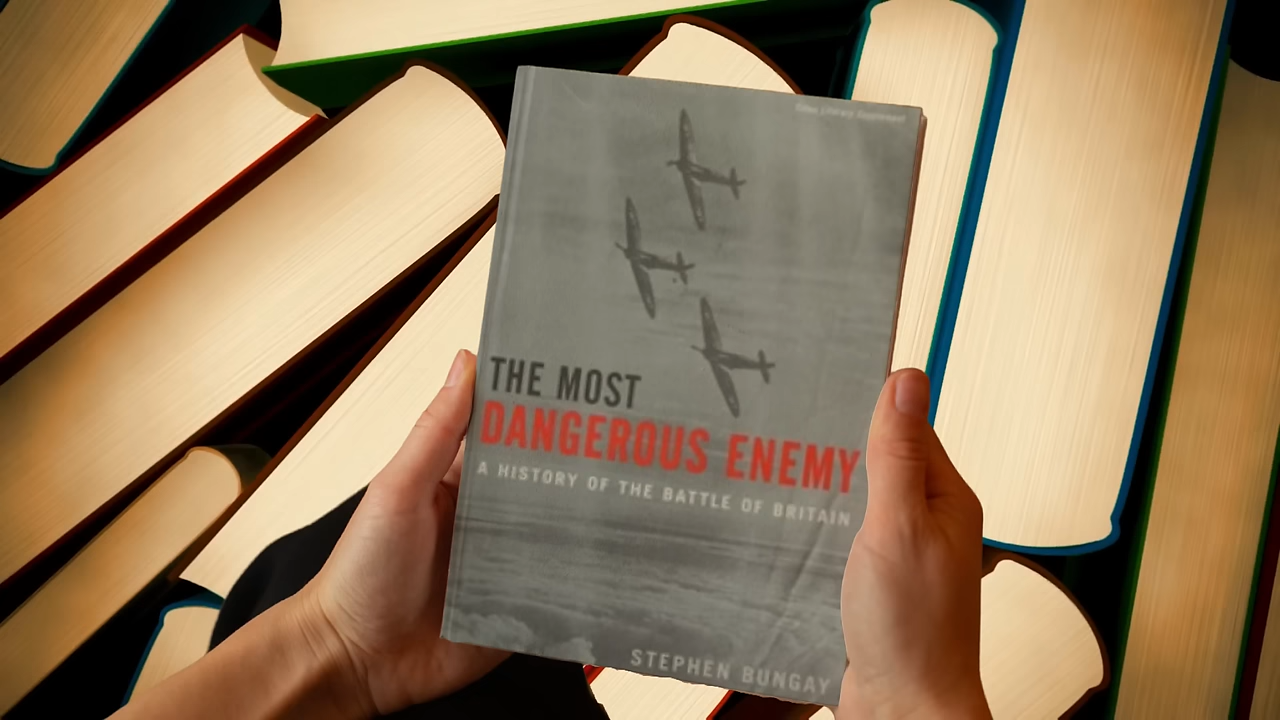 THE MOST
DANGEROUS ENEMY
A HISTORY OF THE BATTLE OF BRITAIN
STEPHEN BUNGAY